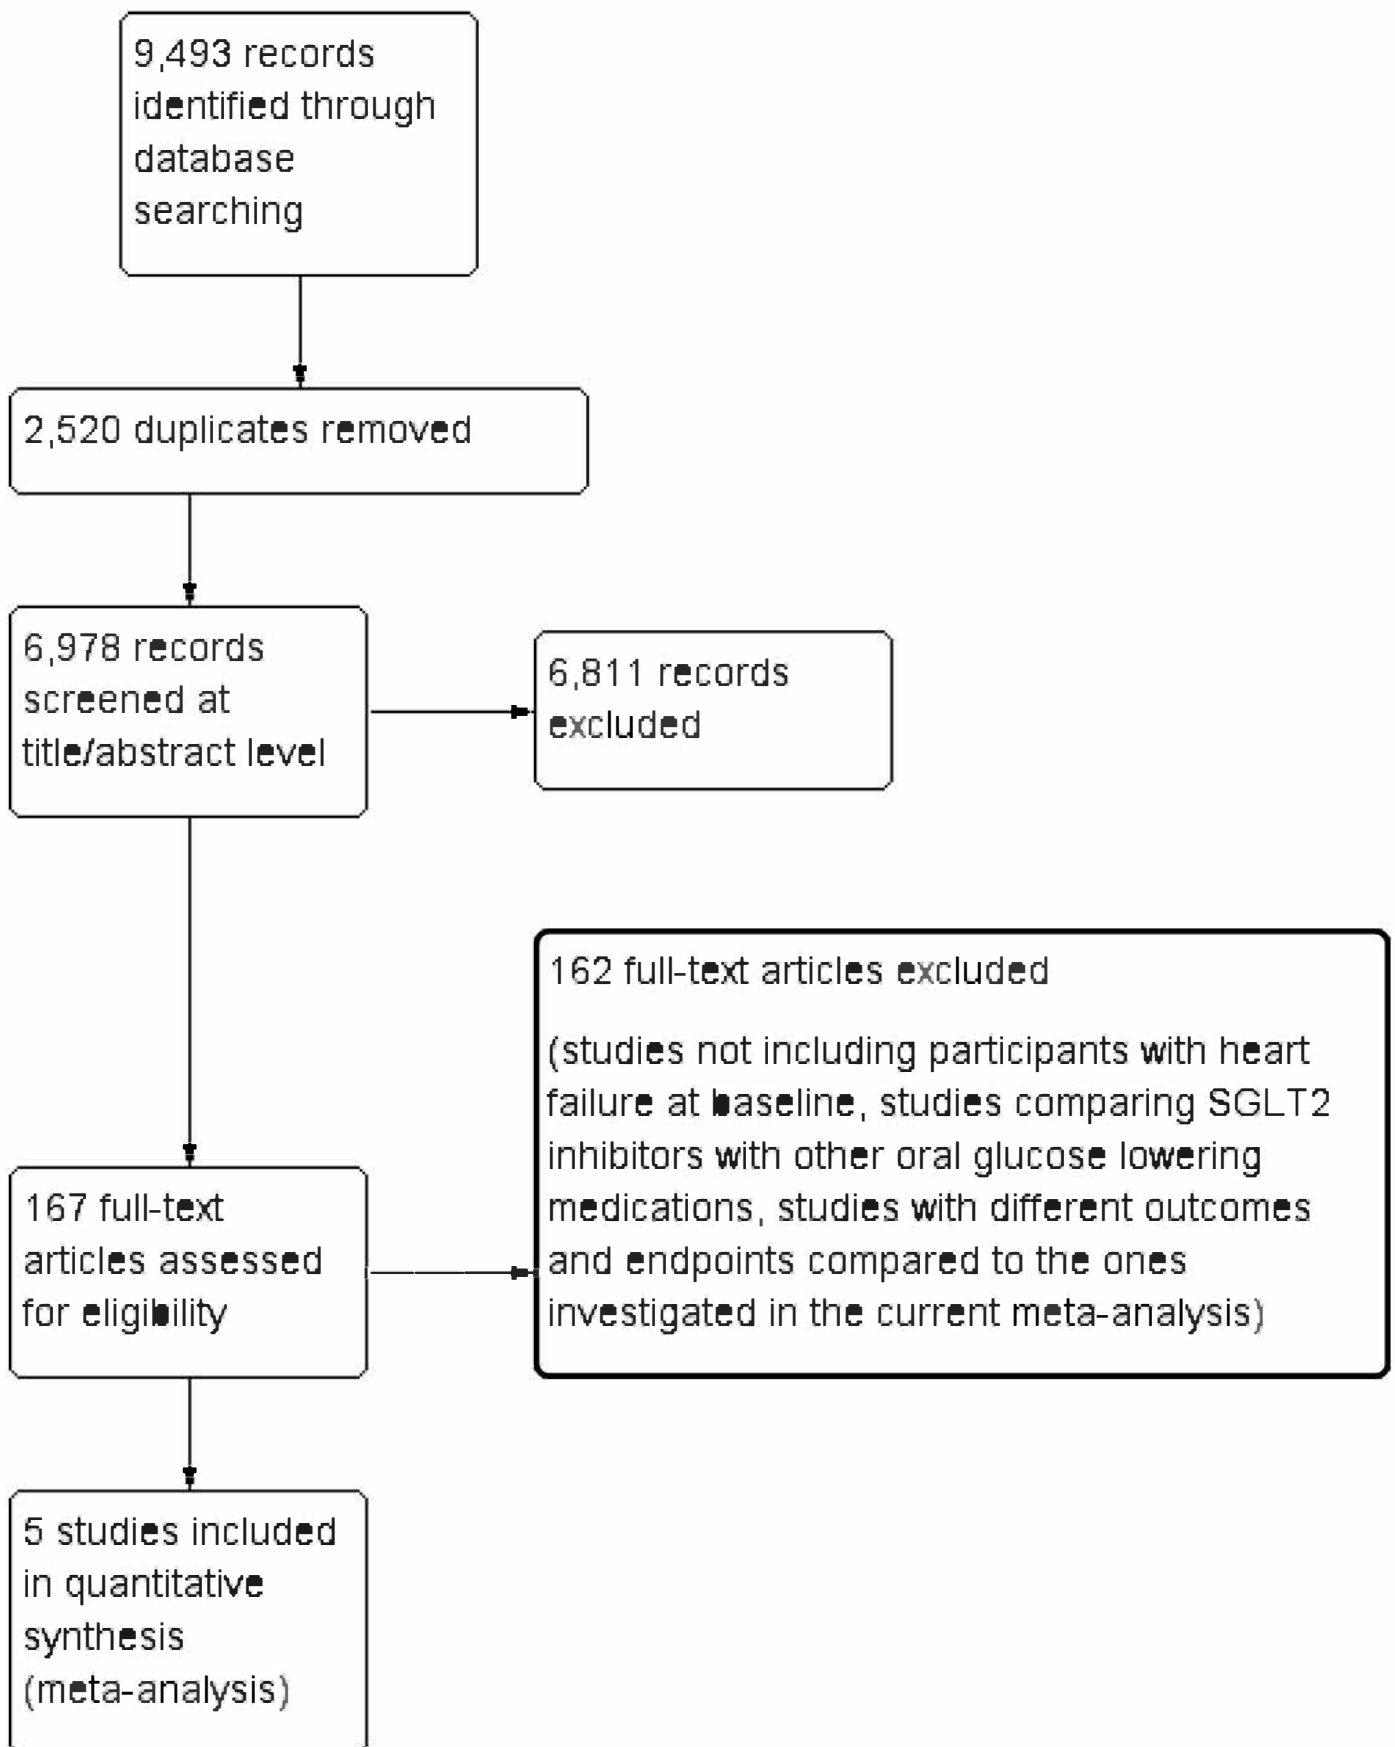 9,493 records
identified through
database
searching
2,520 duplicates removed
6,978 records
screened at
title/abstract level
6,811 records
excluded
162 full-text articles excluded
(studies not including participants with heart
failure at baseline, studies comparing SGLT2
inhibitors with other oral glucose lowering
medications, studies with different outcomes
and endpoints compared to the ones
investigated in the current meta-analysis)
167 full-text
articles assessed
for eligibility
5 studies included
in quantitative
synthesis
(meta-analysis)